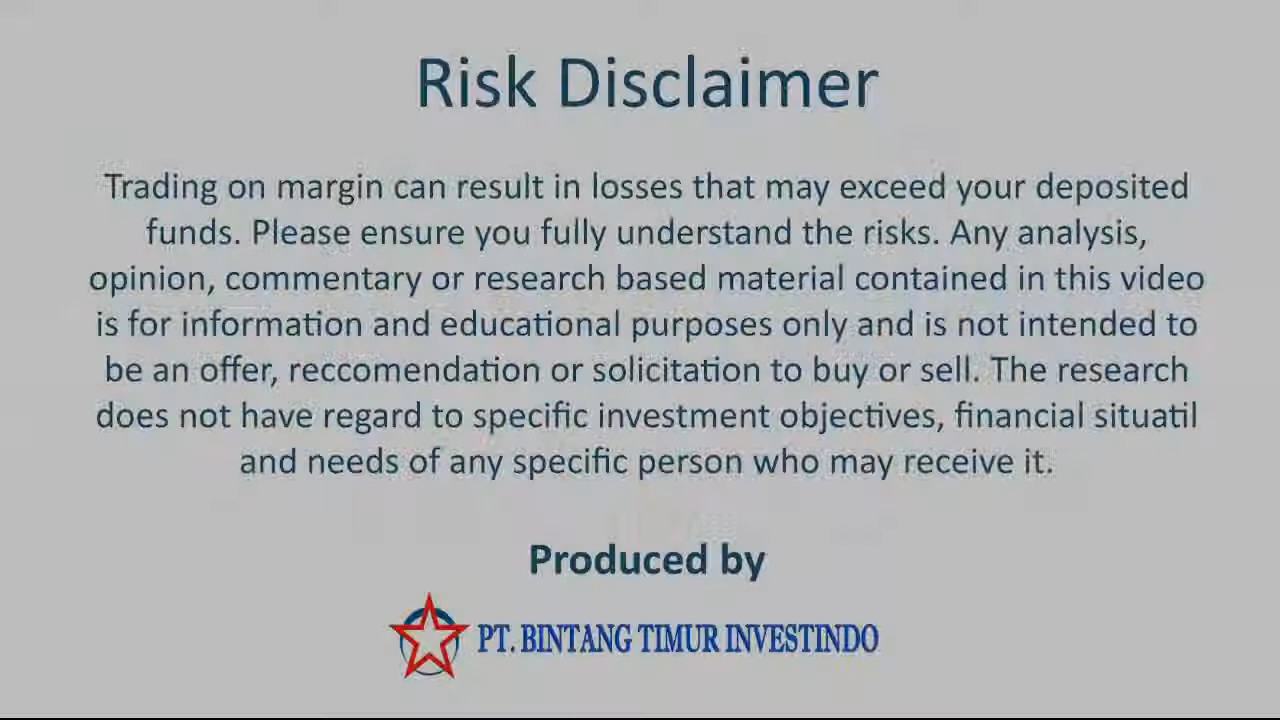 Risk Disclaimer
Trading on margin can result in losses that may exceed your deposited
funds. Please ensure you fully understand the risks. Any analysis,
opinion, commentary or research based material contained in this video
is for information and educational purposes only and is not intended to
be an offer, reccomendation or solicitation to buy or sell. The research
does not have regard to specific investment objectives, financial situatil
and needs of any specific person who may receive it.
Produced by
PT. BINTANG TIMUR INVESTINDO